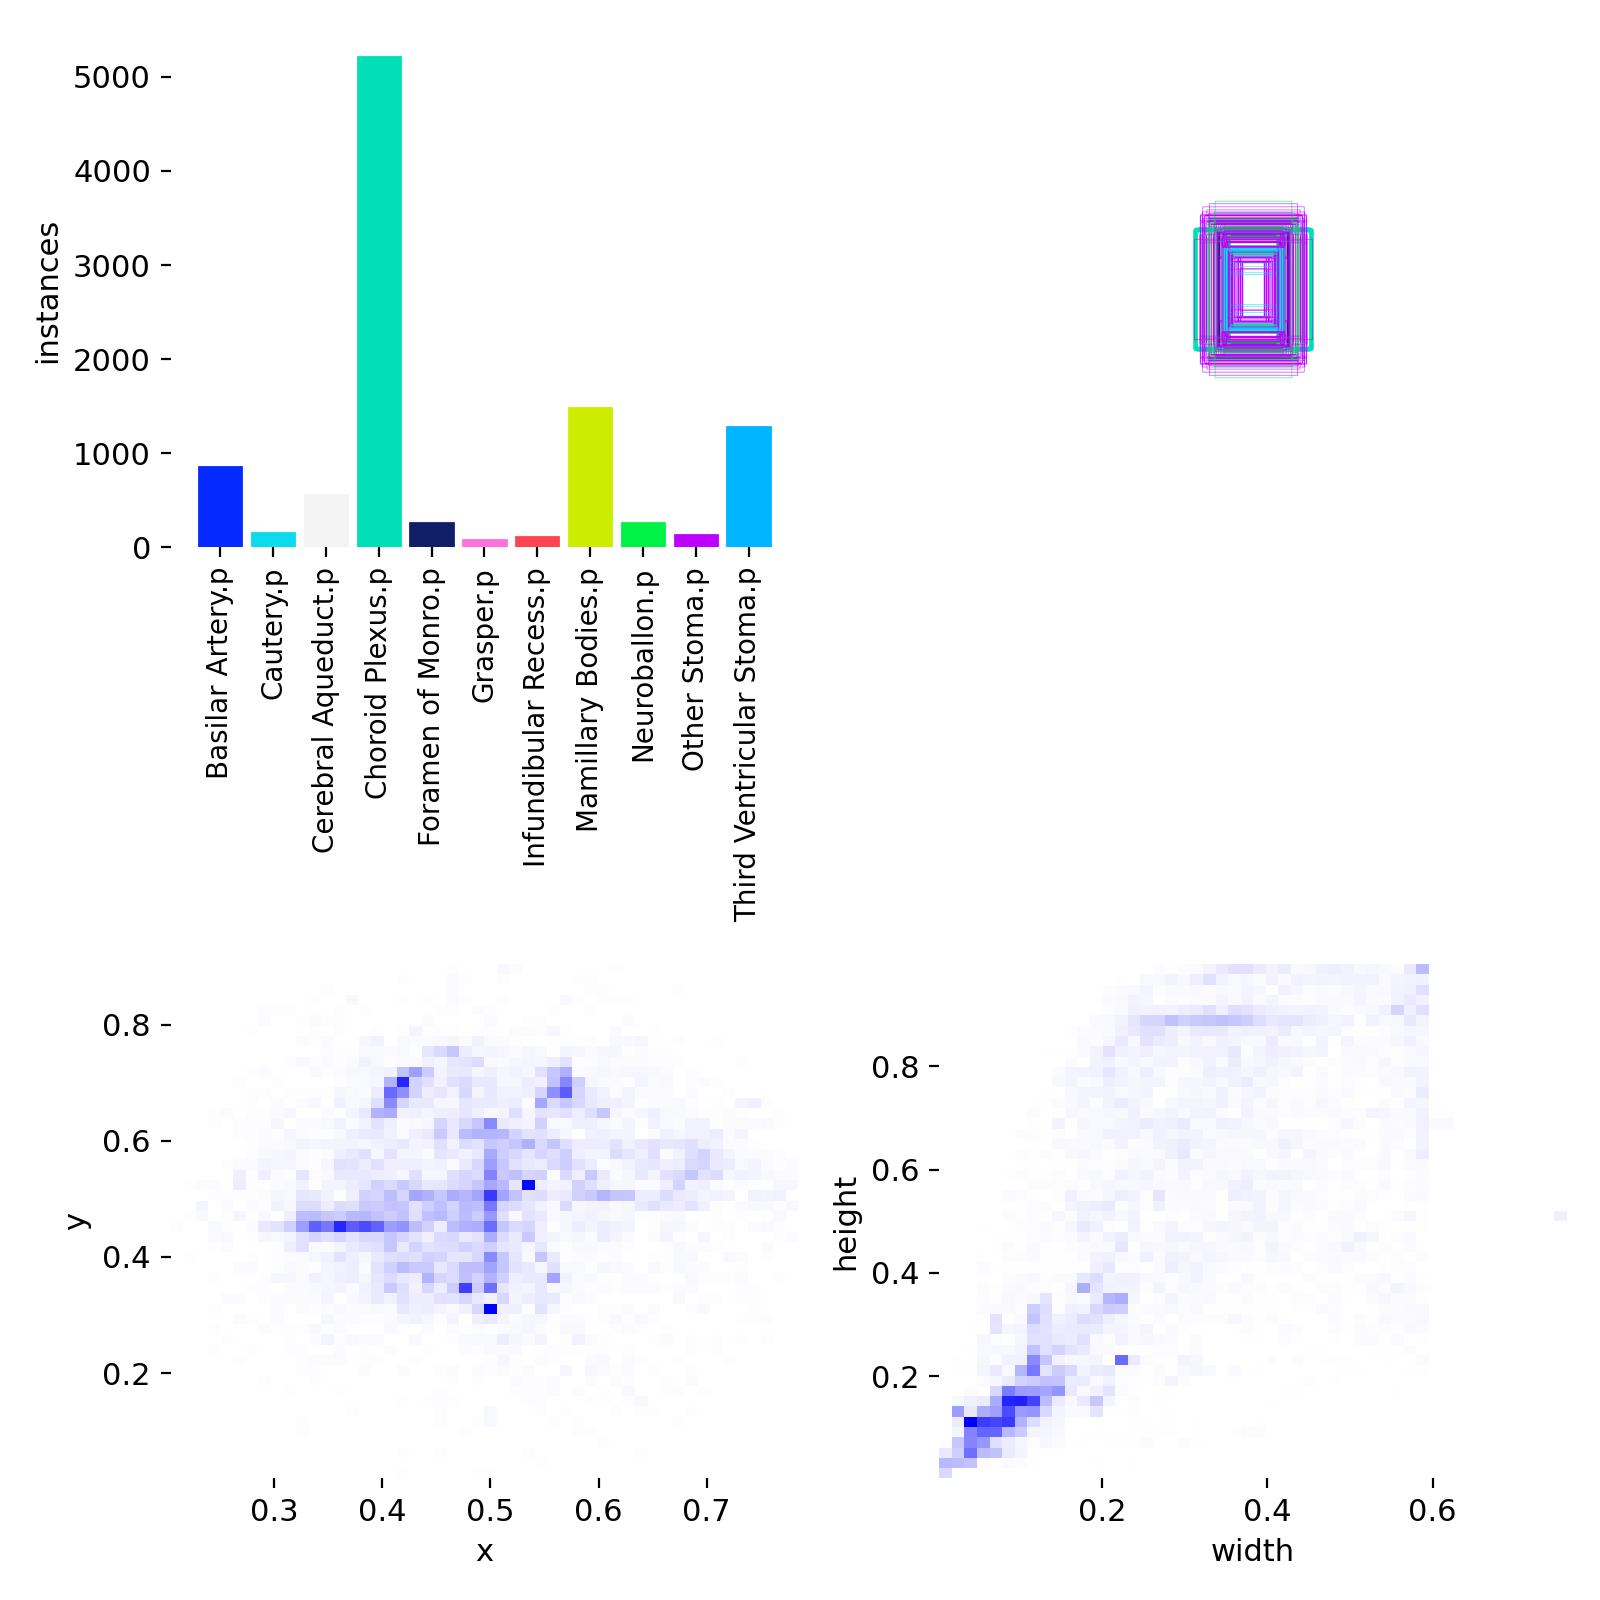 5000
4000
3000
2000
1000
0
instances
Basilar Artery.p
Cautery.p
Cerebral Aqueduct.p
Choroid Plexus.p
Foramen of Monro.p
Grasper.p
Infundibular Recess.p
Mamillary Bodies.p
Neuroballon.p
Other Stoma.p
Third Ventricular Stoma.p
0.8
0.6
0.4
0.2
y
0.3 0.4 0.5 0.6 0.7
x
0.8
0.6
0.4
0.2
height
0.2 0.4 0.6
width